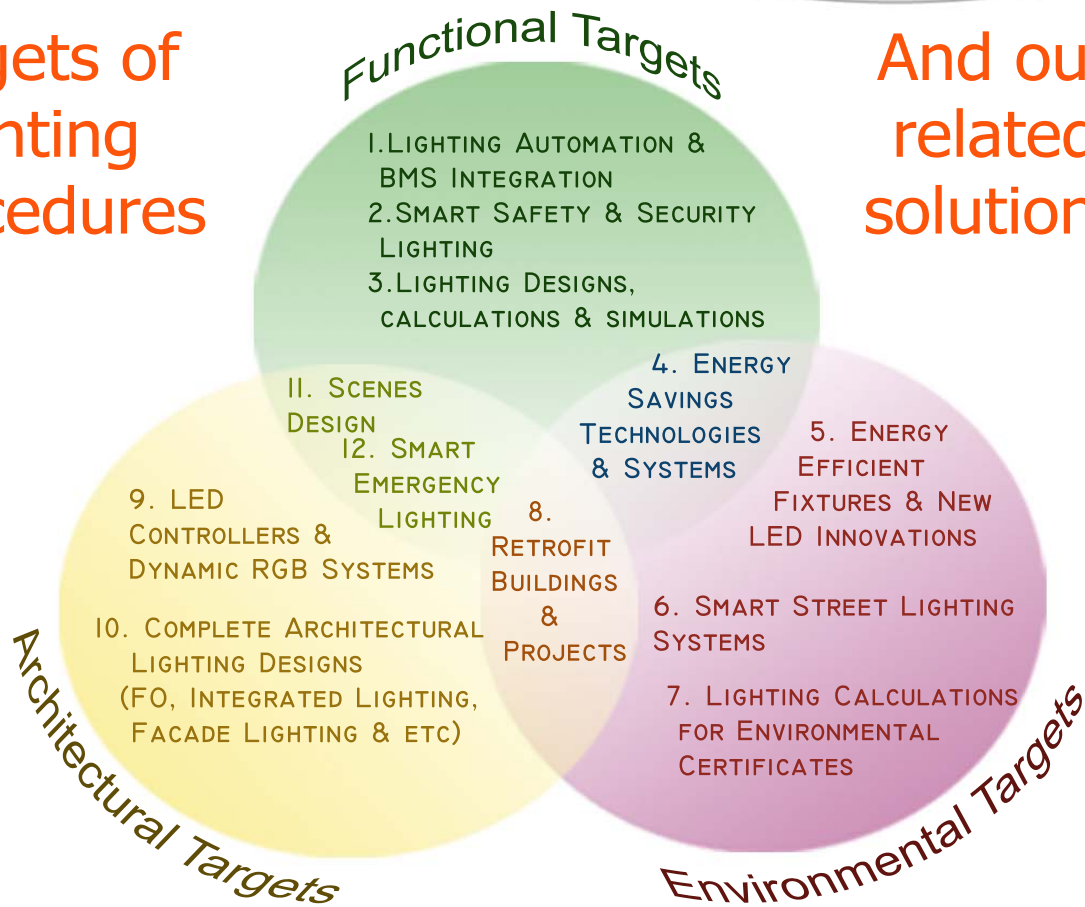 Functional Targets
gets of
hting
cedures
And ou
related
solution
1.Lighting Automation &
BMS Integration
2.Smart Safety & Security
Lighting
3.Lighting Designs,
calculations & simulations
4. Energy
Savings
Technologies
& Systems
5. Energy
Efficient
Fixtures & New
LED Innovations
6. Smart Street Lighting
Systems
7. Lighting Calculations
for Environmental
Certificates
8.
Retrofit
Buildings
&
Projects
9. LED
Controllers &
Dynamic RGB Systems
10. Complete Architectural
Lighting Designs
(FO, Integrated Lighting,
Facade Lighting & etc)
11. Scenes
Design
12. Smart
Emergency
Lighting
Architectural Targets
Environmental Targets